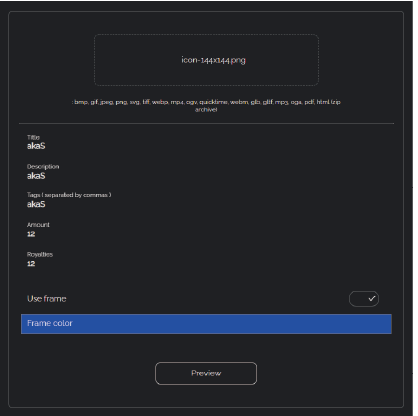 icon-144x144.png
: bmp, gif, jpeg, png, svg, tiff, webp, mp4, ogv, quicktime, webm, glb, gltf, mp3, oga, pdf, html (zip
archive)
Title
akaS
Description
akaS
Tags ( separated by commas )
akaS
Amount
12
Royalties
12
Use frame
Frame color
Preview